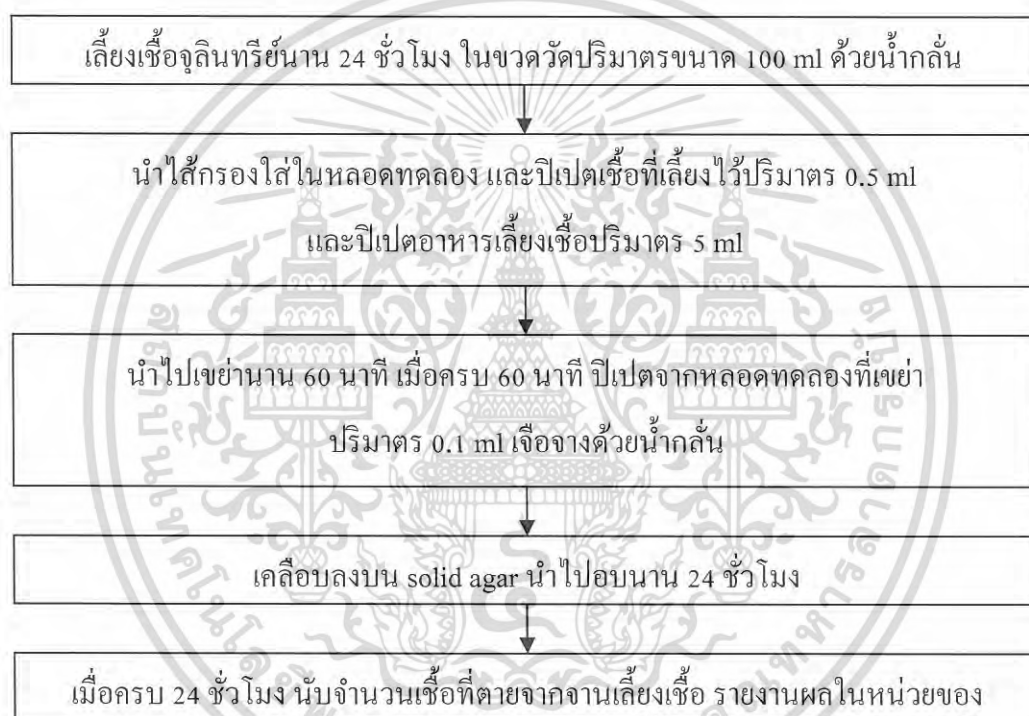 เลี้ยงเชื้อจุลินทรีย์นาน 24 ชั่วโมง ในขวดวัดปริมาตรขนาด 100 ml ด้วยน้ำกลั่น
นำไส้กรองใส่ในหลอดทดลอง และปิเปตเชื้อที่เลี้ยงไว้ปริมาตร 0.5 ml
และปิเปตอาหารเลี้ยงเชื้อปริมาตร 5 ml
นำไปเขย่านาน 60 นาที เมื่อครบ 60 นาที ปิเปตจากหลอดทดลองที่เขย่า
ปริมาตร 0.1 ml เจือจางด้วยน้ำกลั่น
เคลือบลงบน solid agar นำไปอบนาน 24 ชั่วโมง
เมื่อครบ 24 ชั่วโมง นับจำนวนเชื้อที่ตายจากจานเลี้ยงเชื้อ รายงานผลในหน่วยของ